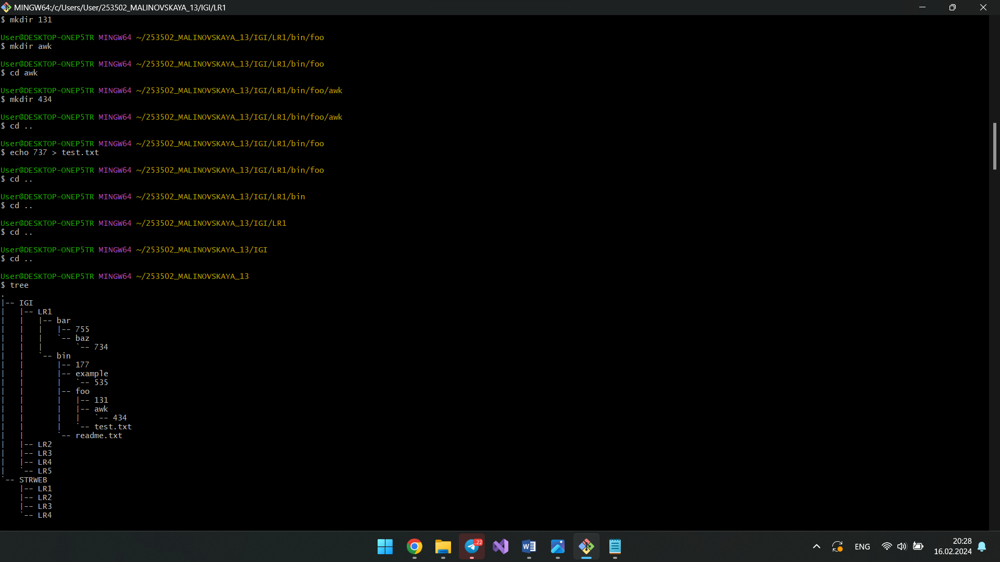 MINGW64:/c/Users/User/253502_MALINOVSKAYA_13/IGI/LR1
$ mkdir 131
User@DESKTOP-ONEP5TR MINGW64 ~/253502_MALINOVSKAYA_13/IGI/LR1/bin/foo
$ mkdir awk
User@DESKTOP-ONEP5TR MINGW64 ~/253502_MALINOVSKAYA_13/IGI/LR1/bin/foo
$ cd awk
User@DESKTOP-ONEP5TR MINGW64 ~/253502_MALINOVSKAYA_13/IGI/LR1/bin/foo/awk
$ mkdir 434
User@DESKTOP-ONEP5TR MINGW64 ~/253502_MALINOVSKAYA_13/IGI/LR1/bin/foo/awk
$ cd ..
User@DESKTOP-ONEP5TR MINGW64 ~/253502_MALINOVSKAYA_13/IGI/LR1/bin/foo
$ echo 737 > test.txt
User@DESKTOP-ONEP5TR MINGW64 ~/253502_MALINOVSKAYA_13/IGI/LR1/bin/foo
$ cd ..
User@DESKTOP-ONEP5TR MINGW64 ~/253502_MALINOVSKAYA_13/IGI/LR1/bin
$ cd ..
User@DESKTOP-ONEP5TR MINGW64 ~/253502_MALINOVSKAYA_13/IGI/LR1
$ cd ..
User@DESKTOP-ONEP5TR MINGW64 ~/253502_MALINOVSKAYA_13/IGI
$ cd ..
User@DESKTOP-ONEP5TR MINGW64 ~/253502_MALINOVSKAYA_13
$ tree
.
|-- IGI
|   |-- LR1
|   |   |-- bar
|   |   |   |-- 755
|   |   |   `-- baz
|   |   |       `-- 734
|   |   `-- bin
|   |       |-- 177
|   |       |-- example
|   |       |   `-- 535
|   |       |-- foo
|   |       |   |-- 131
|   |       |   |-- awk
|   |       |   |   `-- 434
|   |       |   `-- test.txt
|   |       `-- readme.txt
|   |-- LR2
|   |-- LR3
|   |-- LR4
|   `-- LR5
`-- STRWEB
    |-- LR1
    |-- LR2
    |-- LR3
    `-- LR4
..22
W
ENG
20:28
16.02.2024